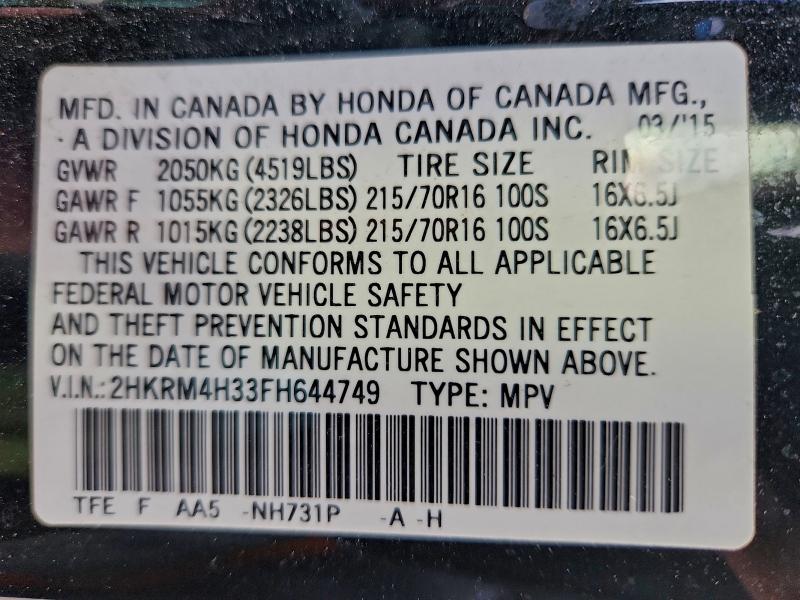 MFD. IN CANADA BY HONDA OF CANADA MFG.,
- A DIVISION OF HONDA CANADA INC. 03/'15
GVWR 2050KG (4519LBS) TIRE SIZE RIM SIZE
GAWR F 1055KG (2326LBS) 215/70R16 100S 16X6.5J
GAWR R 1015KG (2238LBS) 215/70R16 100S 16X6.5J
THIS VEHICLE CONFORMS TO ALL APPLICABLE
FEDERAL MOTOR VEHICLE SAFETY
AND THEFT PREVENTION STANDARDS IN EFFECT
ON THE DATE OF MANUFACTURE SHOWN ABOVE.
V.I.N.: 2HKRM4H33FH644749 TYPE: MPV
TFE F AA5 -NH731P -A -H